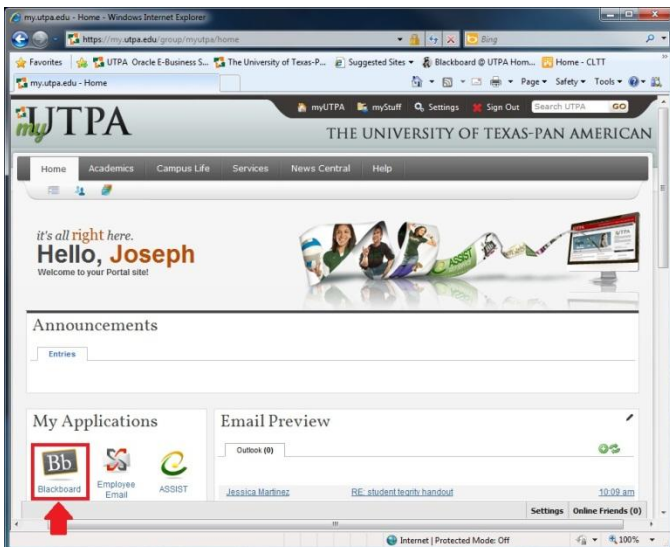 my.utpa.edu - Home - Windows Internet Explorer
https://my.utpa.edu/group/myutpa/home
Bing
Favorites
UTPA Oracle E-Business S...
The University of Texas-P...
Suggested Sites
Blackboard @ UTPA Hom...
Home - CLTT
my.utpa.edu - Home
Page
Safety
Tools
myUTPA
myStuff
Settings
Sign Out
Search UTPA
GO
my UTPA
THE UNIVERSITY OF TEXAS-PAN AMERICAN
Home
Academics
Campus Life
Services
News Central
Help
it's all right here.
Hello, Joseph
Welcome to your Portal site!
ASSIST
Announcements
Entries
My Applications
Email Preview
Outlook (0)
Bb
Blackboard
Employee
Email
ASSIST
Jessica Martinez
RE: student tegrity handout
10:09 am
Settings
Online Friends (0)
Internet | Protected Mode: Off
100%